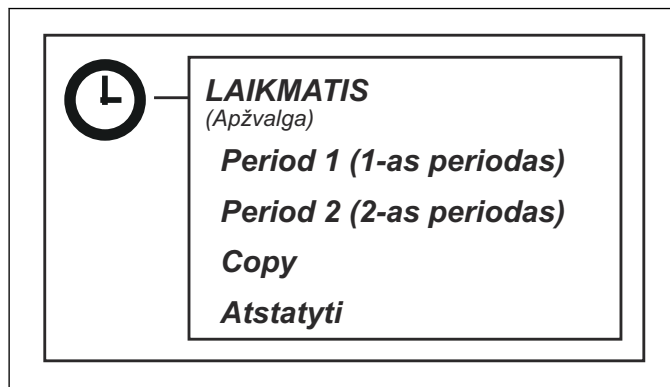 LAIKMATIS
(Apžvalga)
Period 1 (1-as periodas)
Period 2 (2-as periodas)
Copy
Atstatyti